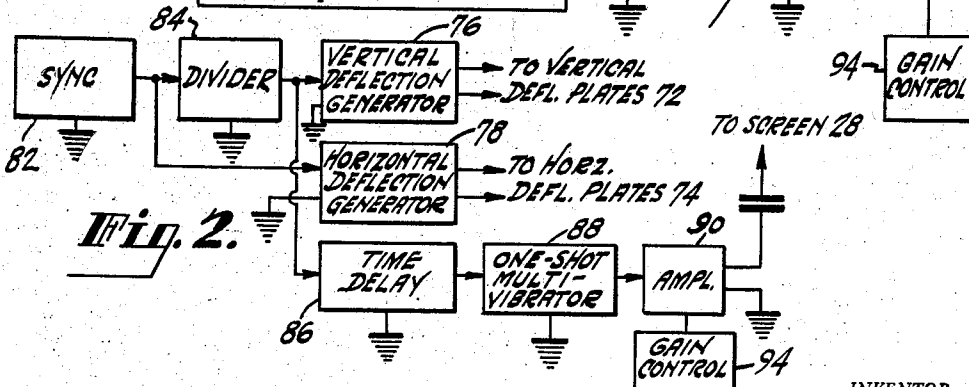 84
76
SYNC
DIVIDER
VERTICAL
DEFLECTION
GENERATOR
TO VERTICAL
DEFL. PLATES 72
94
GAIN
CONTROL
82
78
TO SCREEN 28
HORIZONTAL
DEFLECTION
GENERATOR
TO HORZ.
DEFL. PLATES 74
Fig. 2.
88
90
TIME
DELAY
ONE-SHOT
MULTI-
VIBRATOR
AMPL.
86
GAIN
CONTROL
94
INVENTOR